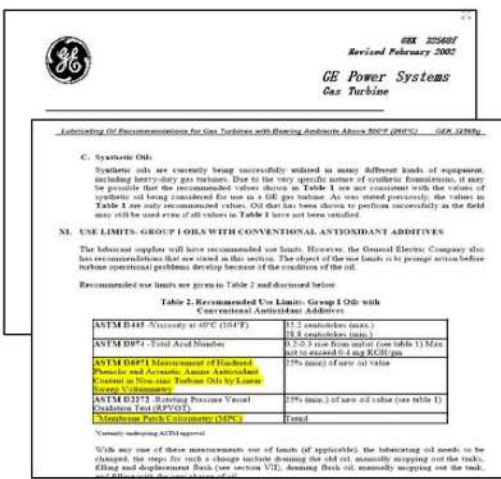 GEK 32568f
Revised February 2002
GE Power Systems
Gas Turbine
Lubricating Oil Recommendations for Gas Turbines with Bearing Ambients Above 500°F (260°C) GEK 32568g
C. Synthetic Oils
Synthetic oils are currently being successfully utilized in many different kinds of equipment,
including heavy-duty gas turbines. Due to the very specific nature of synthetic formulations, it may
be possible that the recommended values shown in Table 1 are not consistent with the values of
synthetic oil being considered for use in a GE gas turbine. As was stated previously, the values in
Table 1 are only recommended values. Oil that has been shown to perform successfully in the field
may still be used even if all values in Table 1 have not been satisfied.
XI. USE LIMITS- GROUP I OILS WITH CONVENTIONAL ANTIOXIDANT ADDITIVES
The lubricant supplier will have recommended use limits. However, the General Electric Company also
has recommendations that are stated in this section. The object of the use limits is to prompt action before
turbine operational problems develop because of the condition of the oil.
Recommended use limits are given in Table 2 and discussed below
Table 2. Recommended Use Limits- Group I Oils with
Conventional Antioxidant Additives
ASTM D445 -Viscosity at 40°C (104°F) 35.2 centistokes (max.)
28.8 centistokes (min.)
ASTM D974 -Total Acid Number 0.2-0.3 rise from initial (see table 1) Max
not to exceed 0.4 mg KOH/gm
ASTM D6971 Measurement of Hindered 25% (min) of new oil value
Phenolic and Aromatic Amine Antioxidant
Content in Non-zinc Turbine Oils by Linear
Sweep Voltammetry
ASTM D2272 -Rotating Pressure Vessel 25% (min.) of new oil value (see table 1)
Oxidation Test (RPVOT)
*Membrane Patch Colorimetry (MPC) Trend
*Currently undergoing ASTM approval
With any one of these measurements out of limits (if applicable), the lubricating oil needs to be
changed, the steps for such a change include draining the old oil, manually mopping out the tanks,
filling and displacement flush (see section VII), draining flush oil, manually mopping out the tank,
and filling with the new charge of oil.